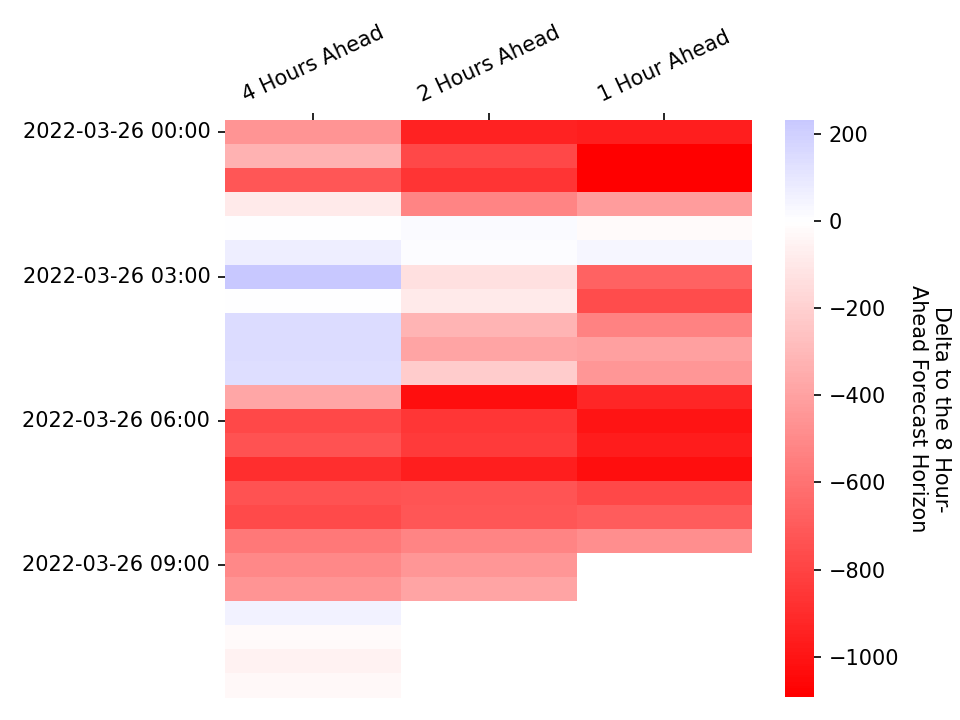 4 Hours Ahead
2 Hours Ahead
1 Hour Ahead
2022-03-26 00:00
2022-03-26 03:00
2022-03-26 06:00
2022-03-26 09:00
200
0
−200
−400
−600
−800
−1000
Delta to the 8 Hour-
Ahead Forecast Horizon